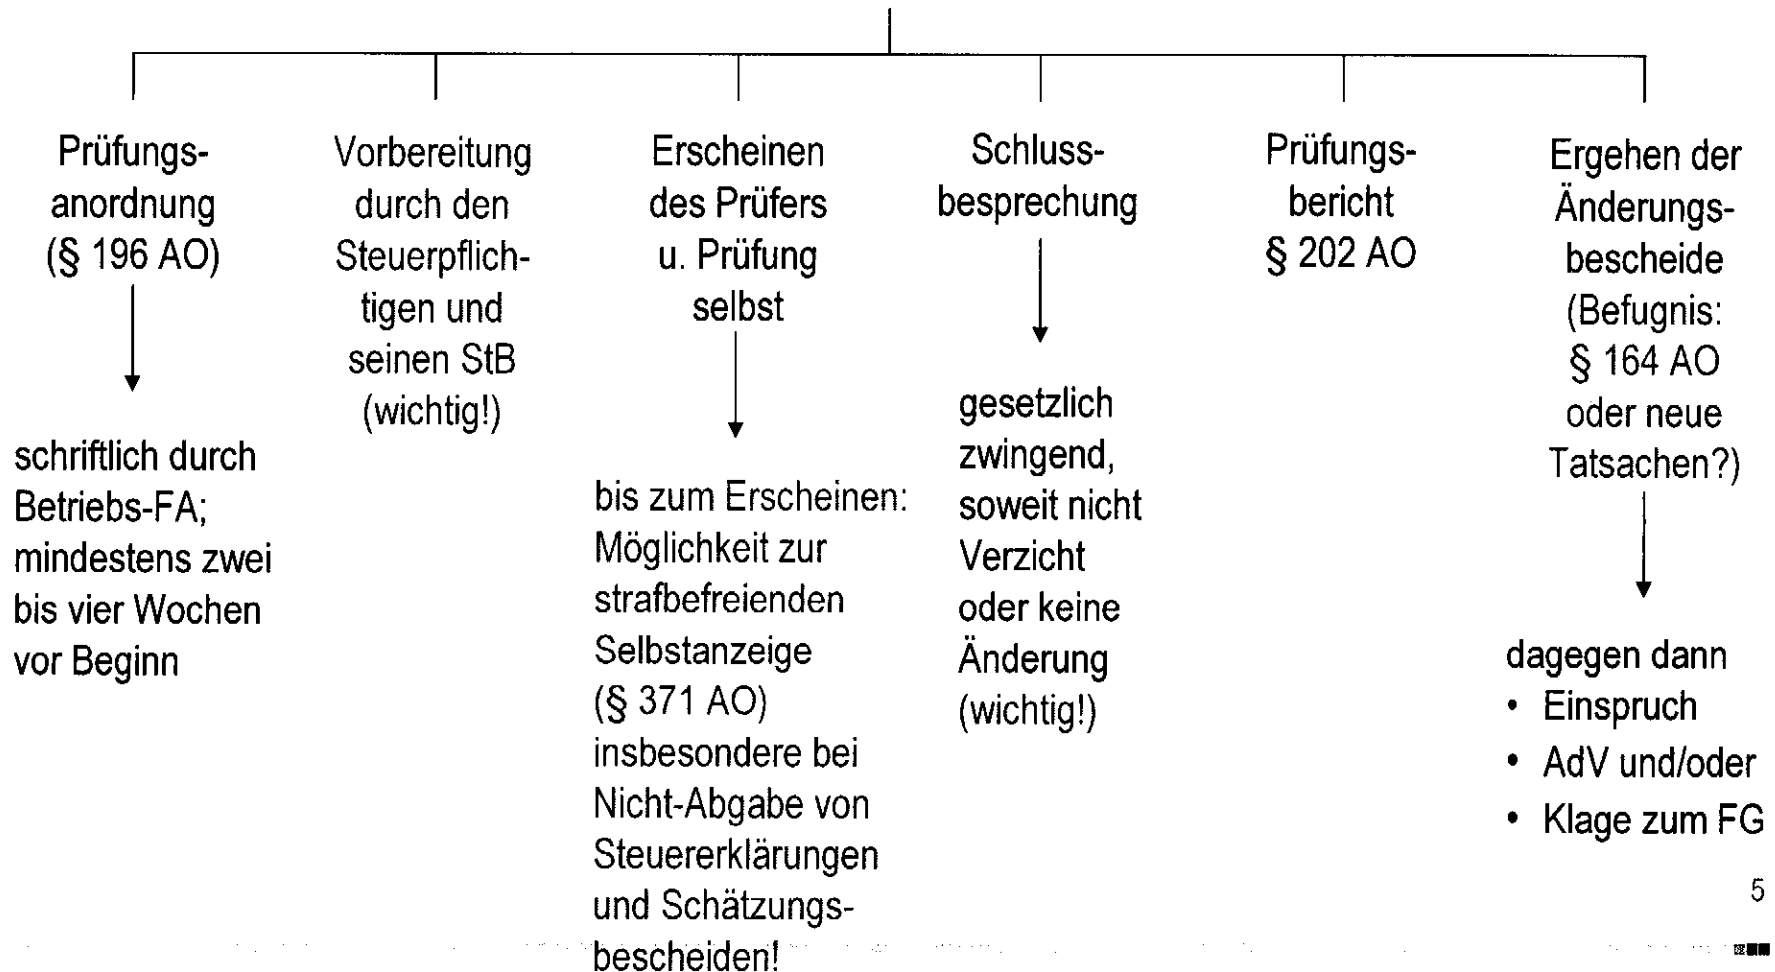 Prüfungs-
anordnung
(§ 196 AO)
schriftlich durch
Betriebs-FA;
mindestens zwei
bis vier Wochen
vor Beginn
Vorbereitung
durch den
Steuerpflich-
tigen und
seinen StB
(wichtig!)
Erscheinen
des Prüfers
u. Prüfung
selbst
bis zum Erscheinen:
Möglichkeit zur
strafbefreienden
Selbstanzeige
(§ 371 AO)
insbesondere bei
Nicht-Abgabe von
Steuererklärungen
und Schätzungs-
bescheiden!
Schluss-
besprechung
gesetzlich
zwingend,
soweit nicht
Verzicht
oder keine
Änderung
(wichtig!)
Prüfungs-
bericht
§ 202 AO
Ergehen der
Änderungs-
bescheide
(Befugnis:
§ 164 AO
oder neue
Tatsachen?)
dagegen dann
• Einspruch
• AdV und/oder
• Klage zum FG
5